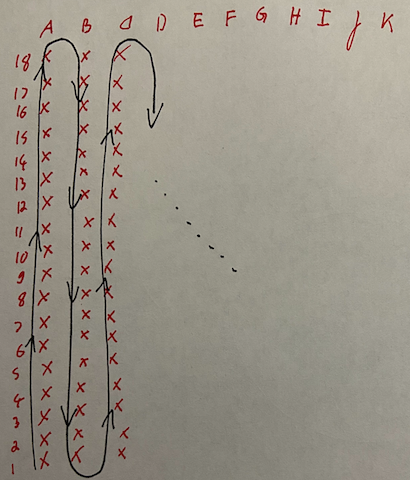 A B C D E F G H I J K
18 x x x
17 x x x
16 x x x
15 x x x
14 x x x
13 x x x
12 x x x
11 x x x
10 x x x
9 x x x
8 x x x
7 x x x
6 x x x
5 x x x
4 x x x
3 x x x
2 x x x
1 x x x